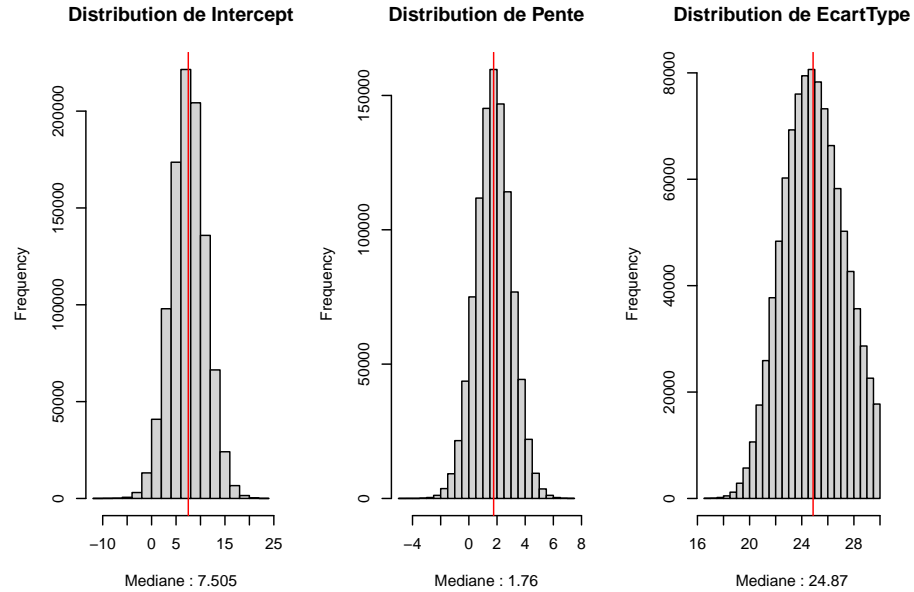 Distribution de Intercept
Frequency
0
50000
100000
150000
200000
−10 0 5 15 25
Mediane : 7.505
Distribution de Pente
Frequency
0
50000
100000
150000
−4 0 2 4 6 8
Mediane : 1.76
Distribution de EcartType
Frequency
0
20000
40000
60000
80000
16 20 24 28
Mediane : 24.87